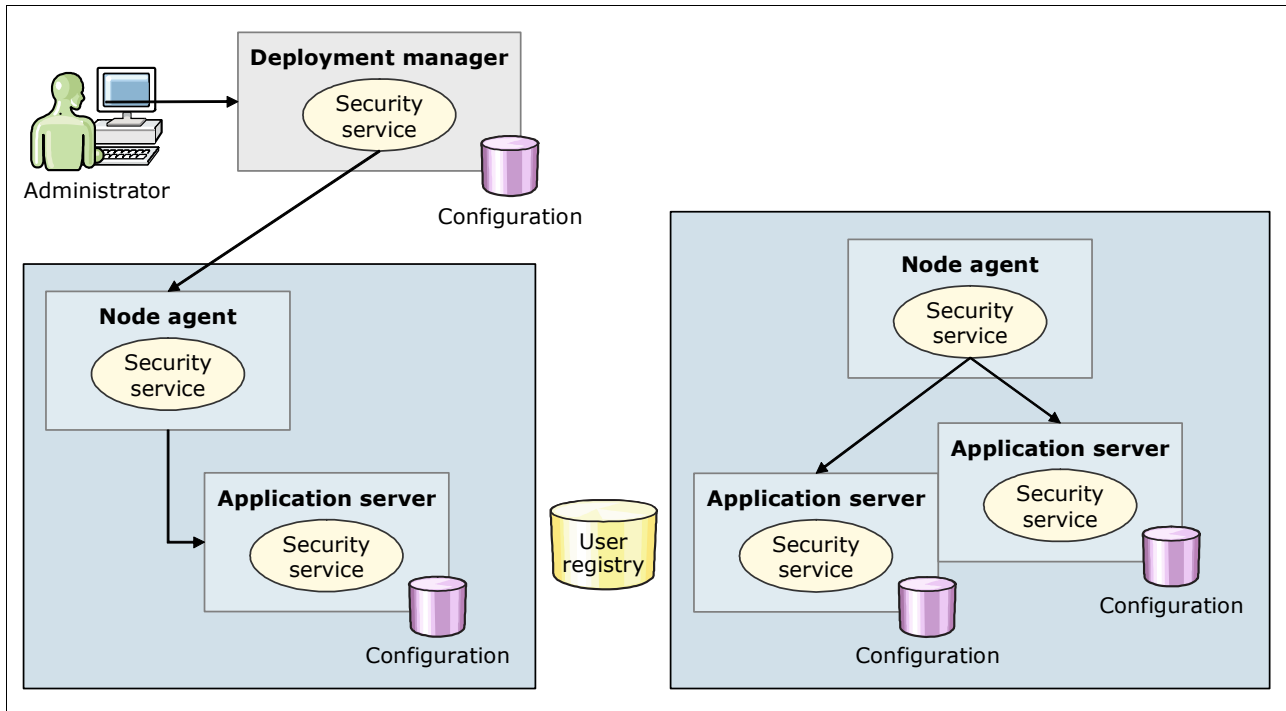 Deployment manager
Security
service
Administrator
Configuration
Node agent
Security
service
Application server
Security
service
Configuration
User
registry
Node agent
Security
service
Application server
Security
service
Configuration
Application server
Security
service
Configuration